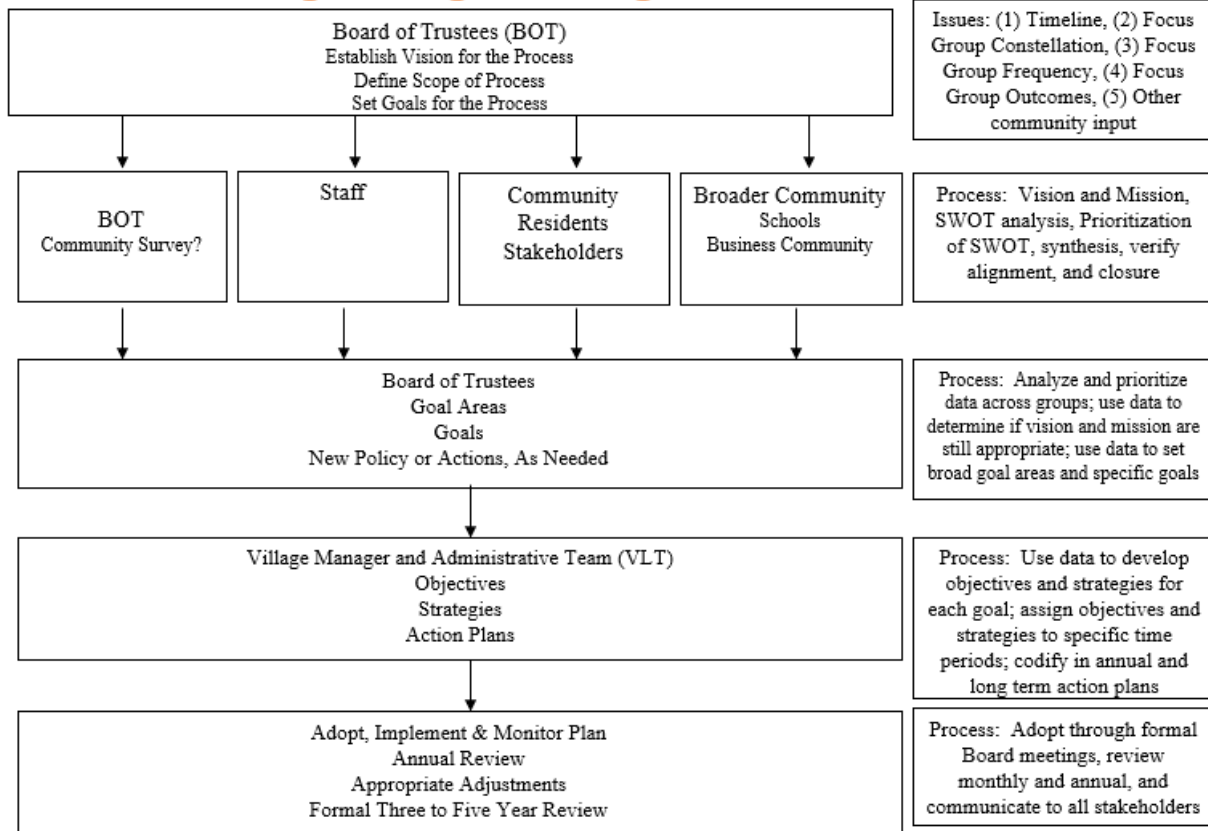 Board of Trustees (BOT)
Establish Vision for the Process
Define Scope of Process
Set Goals for the Process
Issues: (1) Timeline, (2) Focus
Group Constellation, (3) Focus
Group Frequency, (4) Focus
Group Outcomes, (5) Other
community input
BOT
Community Survey?
Staff
Community
Residents
Stakeholders
Broader Community
Schools
Business Community
Process: Vision and Mission,
SWOT analysis, Prioritization
of SWOT, synthesis, verify
alignment, and closure
Board of Trustees
Goal Areas
Goals
New Policy or Actions, As Needed
Process: Analyze and prioritize
data across groups; use data to
determine if vision and mission are
still appropriate; use data to set
broad goal areas and specific goals
Village Manager and Administrative Team (VLT)
Objectives
Strategies
Action Plans
Process: Use data to develop
objectives and strategies for
each goal; assign objectives and
strategies to specific time
periods; codify in annual and
long term action plans
Adopt, Implement & Monitor Plan
Annual Review
Appropriate Adjustments
Formal Three to Five Year Review
Process: Adopt through formal
Board meetings, review
monthly and annual, and
communicate to all stakeholders